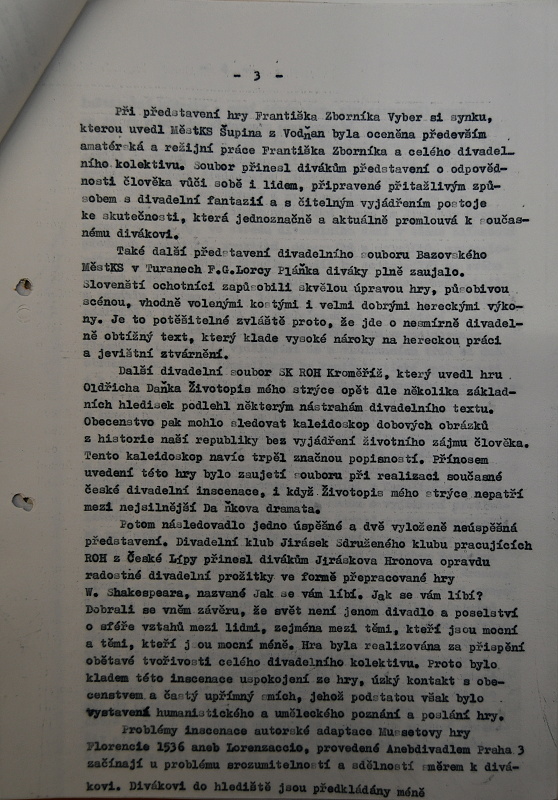 - 3 -
Při představení hry Františka Zborníka Vyber si synku,
kterou uvedl MěstKS Šupina z Vodňan byla oceněna především
amatérská a režijní práce Františka Zborníka a celého divadel_
ního kolektivu. Soubor přinesl divákům představení o odpověd-
nosti člověka vůči sobě i lidem, připravené přitažlivým způ-
sobem s divadelní fantazií a s čitelným vyjádřením postoje
ke skutečnosti, která jednoznačně a aktuálně promlouvá k součas-
nému divákovi.
Také další představení divadelního souboru Bazovského
MěstKS v Turanech F.G.Lorcy Pláňka diváky plně zaujalo.
Slovenští ochotníci zapůsobili skvělou úpravou hry, působivou
scénou, vhodně volenými kostými i velmi dobrými hereckými výko-
ny. Je to potěšitelné zvláště proto, že jde o nesmírně divadel-
ně obtížný text, který klade vysoké nároky na hereckou práci
a jevištní ztvárnění.
Další divadelní soubor SK ROH Kroměříž, který uvedl hru
Oldřicha Daňka Životopis mého strýce opět dle několika základ-
ních hledisek podlehl některým nástrahám divadelního textu.
Obecenstvo pak mohlo sledovat kaleidoskop dobových obrázků
z historie naší republiky bez vyjádření životního zájmu člověka.
Tento kaleidoskop navíc trpěl značnou popisností. Přínosem
uvedení této hry bylo zaujetí souboru při realizaci současné
české divadelní inscenace, i když Životopis mého strýce nepatří
mezi nejsilnější Da ňkova dramata.
Potom následovalo jedno úspěšné a dvě vyloženě neúspěšná
představení. Divadelní klub Jirásek Sdruženého klubu pracujících
ROH z České Lípy přinesl divákům Jiráskova Hronova opravdu
radostné divadelní prožitky ve formě přepracované hry
W. Shakespeara, nazvané Jak se vám líbí. Jak se vám líbí?
Dobrali se vněm závěru, že svět není jenom divadlo a poselství
o sféře vztahů mezi lidmi, zejména mezi těmi, kteří jsou mocní
a těmi, kteří jsou mocní méně. Hra byla realizována za přispění
obětavé tvořivosti celého divadelního kolektivu. Proto bylo
kladem této inscenace uspokojení ze hry, úzký kontakt s obe-
censtvem a častý upřímný smích, jehož podstatou však bylo
vystavení humanistického a uměleckého poznání a poslání hry.
Problémy inscenace autorské adaptace Mussetovy hry
Florencie 1536 aneb Lorenzaccio, provedené Anebdivadlem Praha 3
začínají u problému srozumitelností a sdělností směrem k divá-
kovi. Divákovi do hlediště jsou předkládány méně